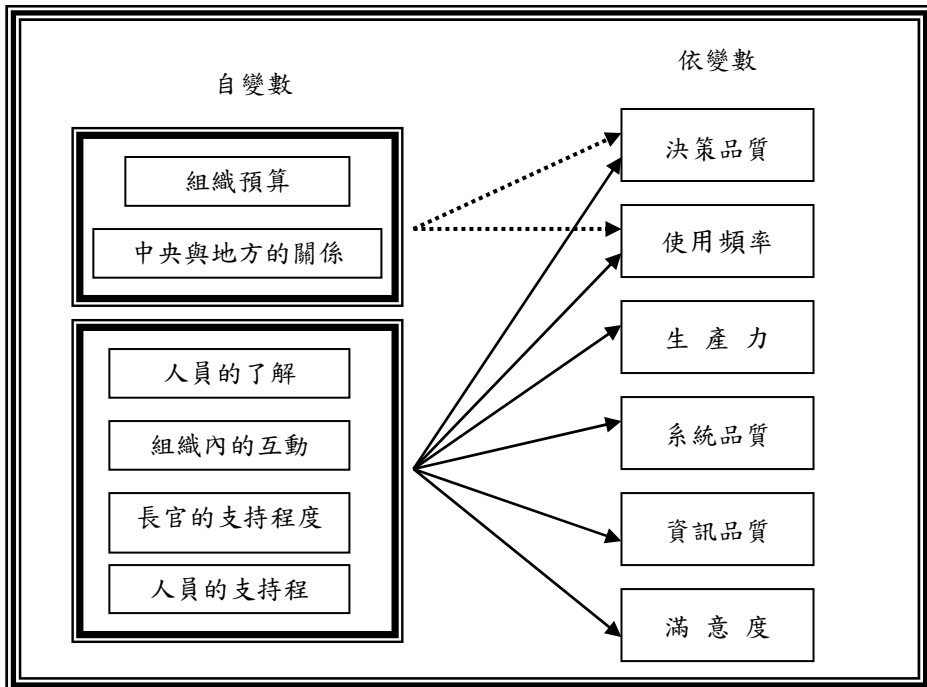 自變數
組織預算
中央與地方的關係
人員的了解
組織內的互動
長官的支持程度
人員的支持程
依變數
決策品質
使用頻率
生 產 力
系統品質
資訊品質
滿 意 度